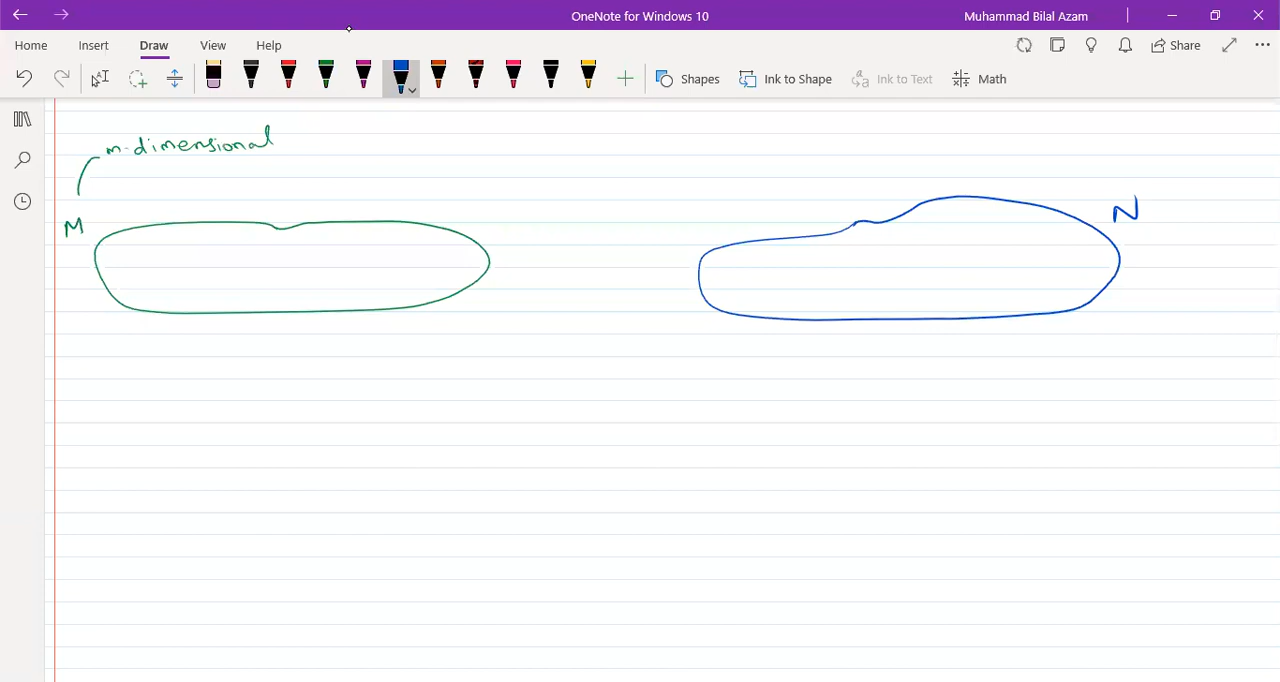 OneNote for Windows 10
Muhammad Bilal Azam
Home Insert Draw View Help
Share
Shapes Ink to Shape Ink to Text Math
m-dimensional
M
N